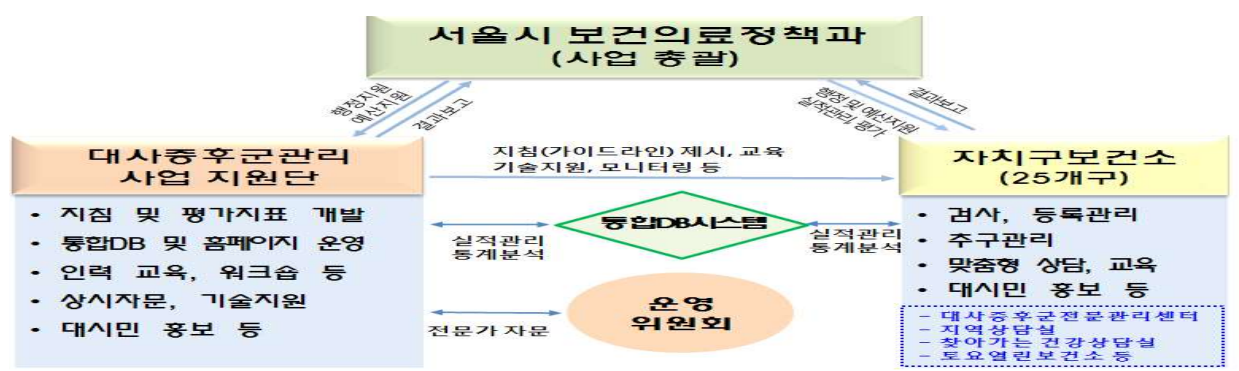 서울시 보건의료정책과
(사업 총괄)
행정지원
예산지원
결과보고
행정 및 예산지원
실적관리, 평가
결과보고
대사증후군관리
사업 지원단
• 지침 및 평가지표 개발
• 통합DB 및 홈페이지 운영
• 인력 교육, 워크숍 등
• 상시자문, 기술지원
• 대시민 홍보 등
지침(가이드라인) 제시, 교육
기술지원, 모니터링 등
통합DB시스템
실적관리
통계분석
실적관리
통계분석
운영
위원회
전문가 자문
자치구보건소
(25개구)
• 검사, 등록관리
• 추구관리
• 맞춤형 상담, 교육
• 대시민 홍보 등
- 대사증후군전문관리센터
- 지역상담실
- 찾아가는 건강상담실
- 토요열린보건소 등